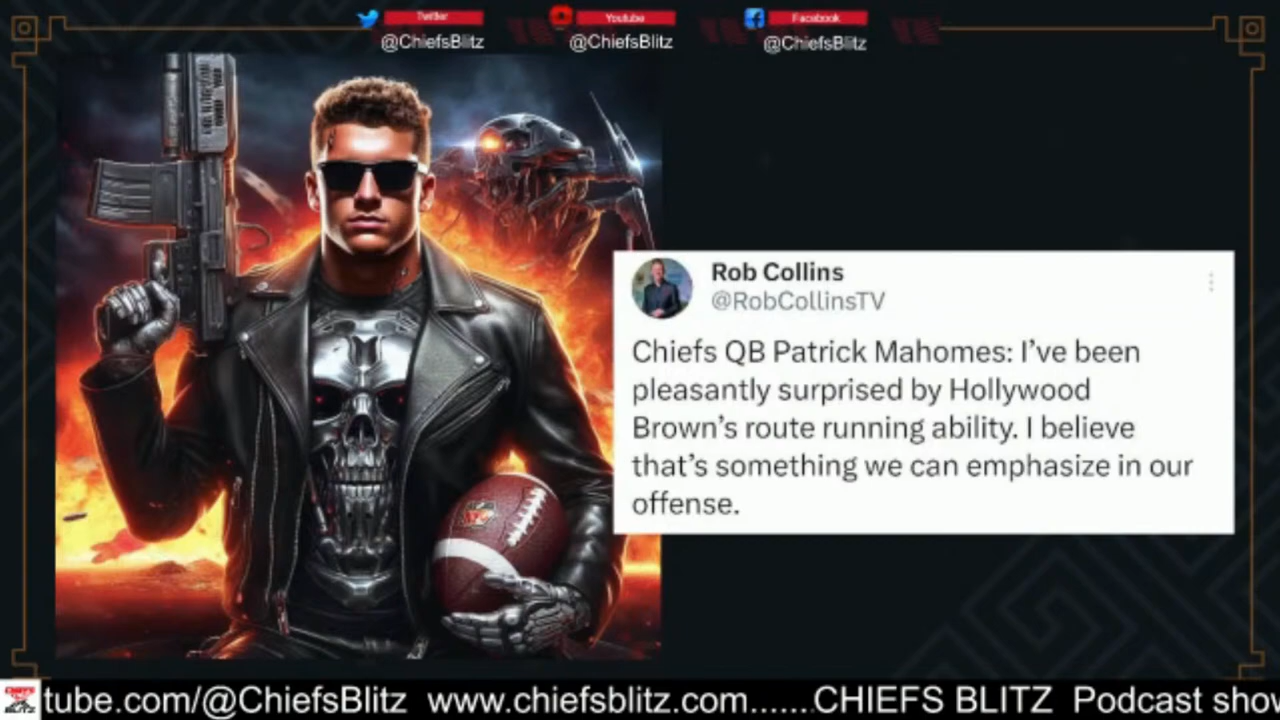 Twitter
Youtube
Facebook
@ChiefsBlitz
@ChiefsBlitz
@ChiefsBlitz
Rob Collins
@RobCollinsTV
Chiefs QB Patrick Mahomes: I’ve been
pleasantly surprised by Hollywood
Brown’s route running ability. I believe
that’s something we can emphasize in our
offense.
tube.com/@ChiefsBlitz www.chiefsblitz.com.......CHIEFS BLITZ Podcast show